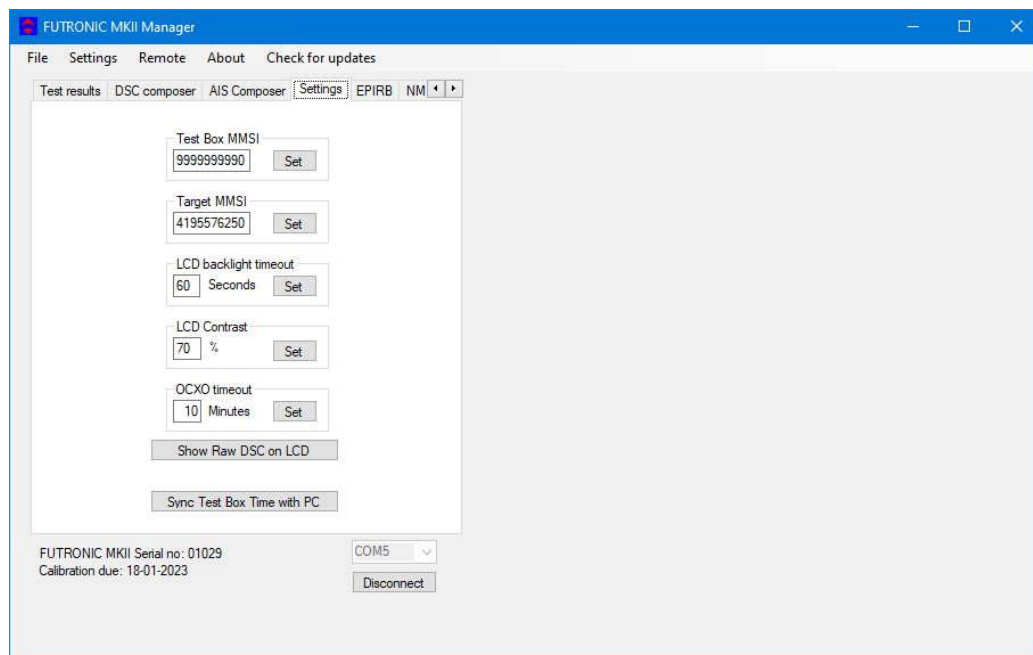 FUTRONIC MKII Manager
File Settings Remote About Check for updates
Test results DSC composer AIS Composer Settings EPIRB NM
Test Box MMSI
9999999990 Set
Target MMSI
4195576250 Set
LCD backlight timeout
60 Seconds Set
LCD Contrast
70 % Set
OCXO timeout
10 Minutes Set
Show Raw DSC on LCD
Sync Test Box Time with PC
FUTRONIC MKII Serial no: 01029
COM5
Calibration due: 18-01-2023
Disconnect